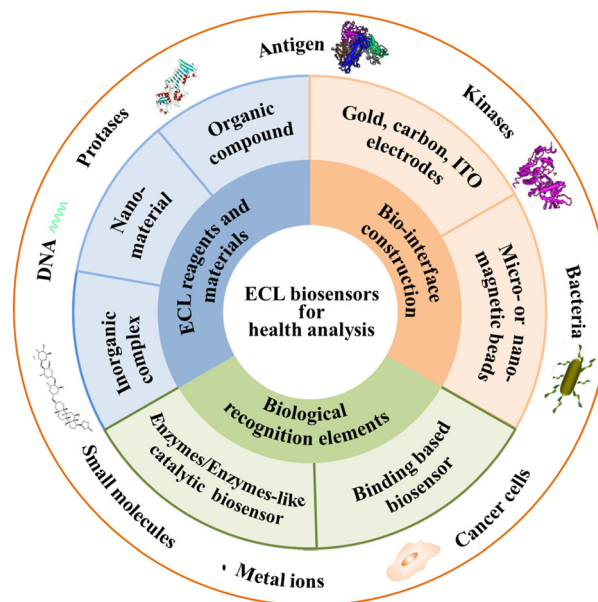 Antigen
Kinases
Bacteria
Cancer cells
Metal ions
Small molecules
DNA
Protases
Organic
compound
Nano-
material
Inorganic
complex
Gold, carbon, ITO
electrodes
Micro- or nano-
magnetic beads
Binding based
biosensor
Enzymes/Enzymes-like
catalytic biosensor
ECL reagents and
materials
Bio-interface
construction
Biological
recognition elements
ECL biosensors
for
health analysis